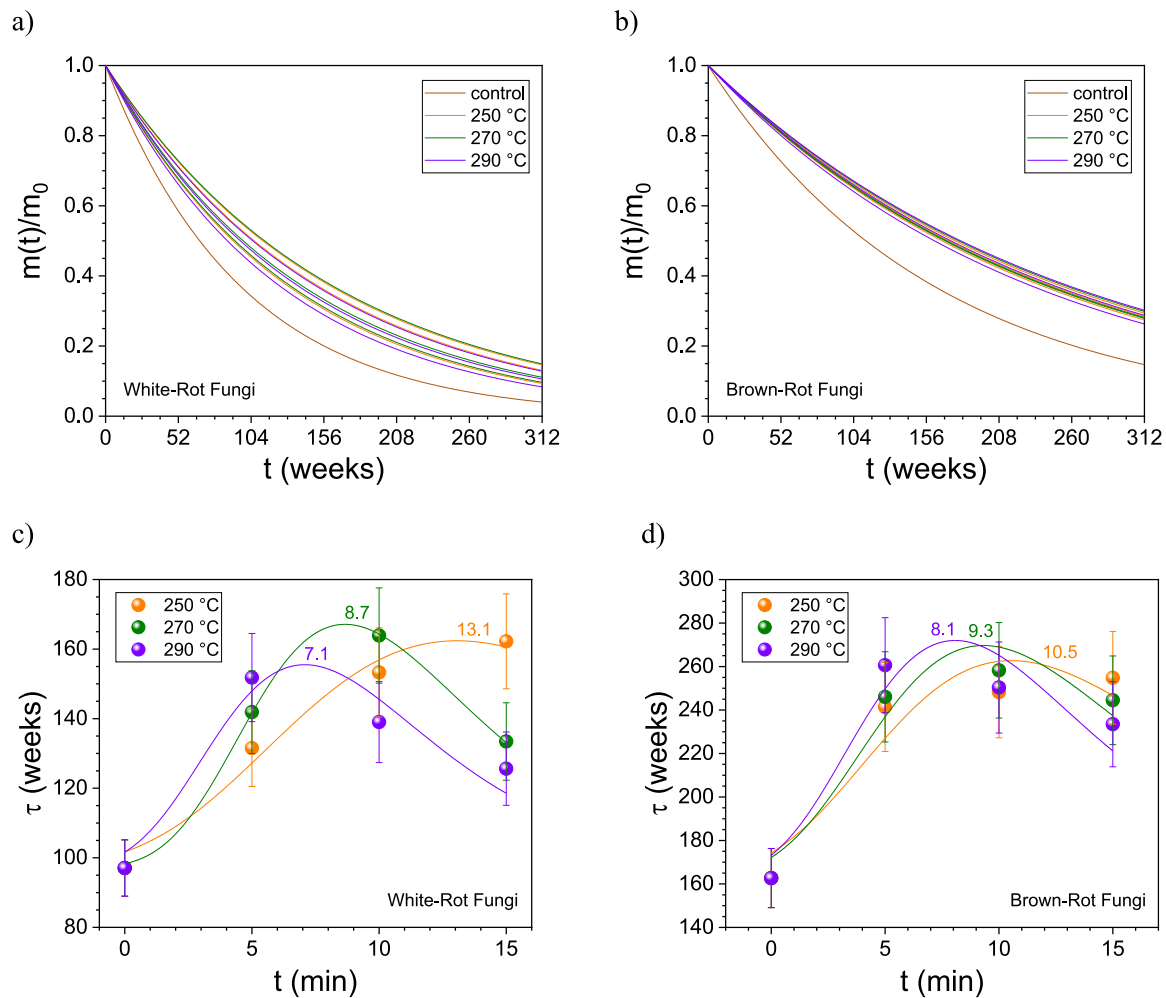 a)
1.0
0.8
0.6
0.4
0.2
0.0
m(t)/m0
control
250 °C
270 °C
290 °C
White-Rot Fungi
0 52 104 156 208 260 312
t (weeks)
b)
1.0
0.8
0.6
0.4
0.2
0.0
m(t)/m0
control
250 °C
270 °C
290 °C
Brown-Rot Fungi
0 52 104 156 208 260 312
t (weeks)
c)
180
160
140
120
100
80
τ (weeks)
250 °C
270 °C
290 °C
8.7
13.1
7.1
White-Rot Fungi
0 5 10 15
t (min)
d)
300
280
260
240
220
200
180
160
140
τ (weeks)
250 °C
270 °C
290 °C
8.1 9.3
10.5
Brown-Rot Fungi
0 5 10 15
t (min)